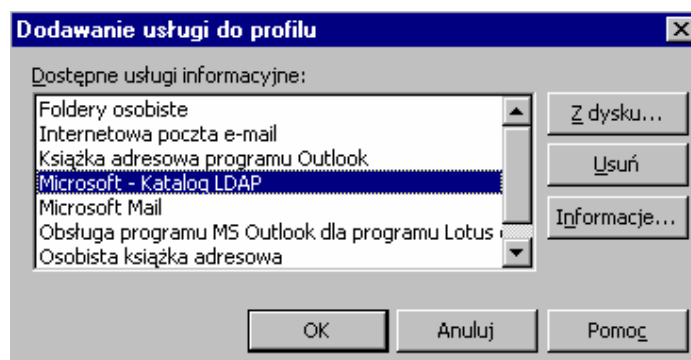 Dodawanie usługi do profilu
Dostępne usługi informacyjne:
Foldery osobiste
Internetowa poczta e-mail
Książka adresowa programu Outlook
Microsoft - Katalog LDAP
Microsoft Mail
Obsługa programu MS Outlook dla programu Lotus
Osobista książka adresowa
Z dysku...
Usuń
Informacje...
OK
Anuluj
Pomoc